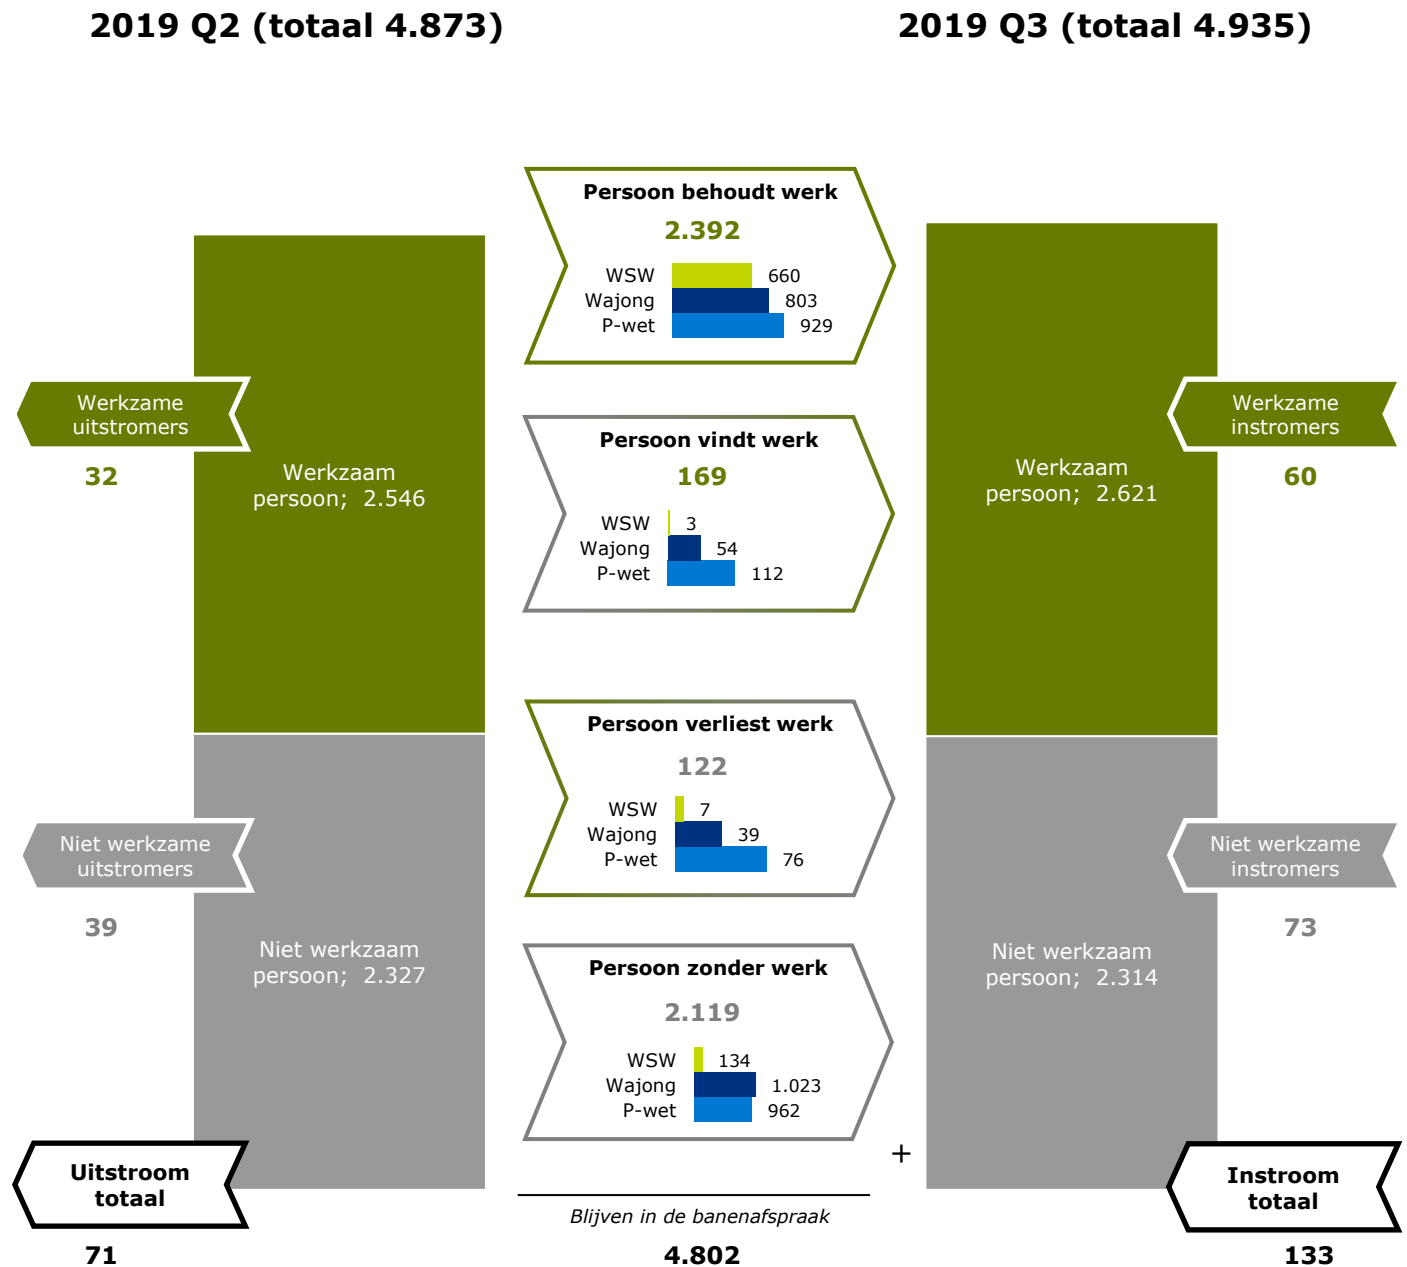 2019 Q2 (totaal 4.873)
2019 Q3 (totaal 4.935)
Persoon behoudt werk
2.392
WSW 660
Wajong 803
P-wet 929
Werkzame
uitstromers
32
Werkzaam
persoon; 2.546
Persoon vindt werk
169
WSW 3
Wajong 54
P-wet 112
Werkzaam
persoon; 2.621
Werkzame
instromers
60
Persoon verliest werk
122
WSW 7
Wajong 39
P-wet 76
Niet werkzame
uitstromers
39
Niet werkzaam
persoon; 2.327
Niet werkzame
instromers
73
Niet werkzaam
persoon; 2.314
Persoon zonder werk
2.119
WSW 134
Wajong 1.023
P-wet 962
+
Uitstroom
totaal
71
Blijven in de banenafspraak
4.802
Instroom
totaal
133